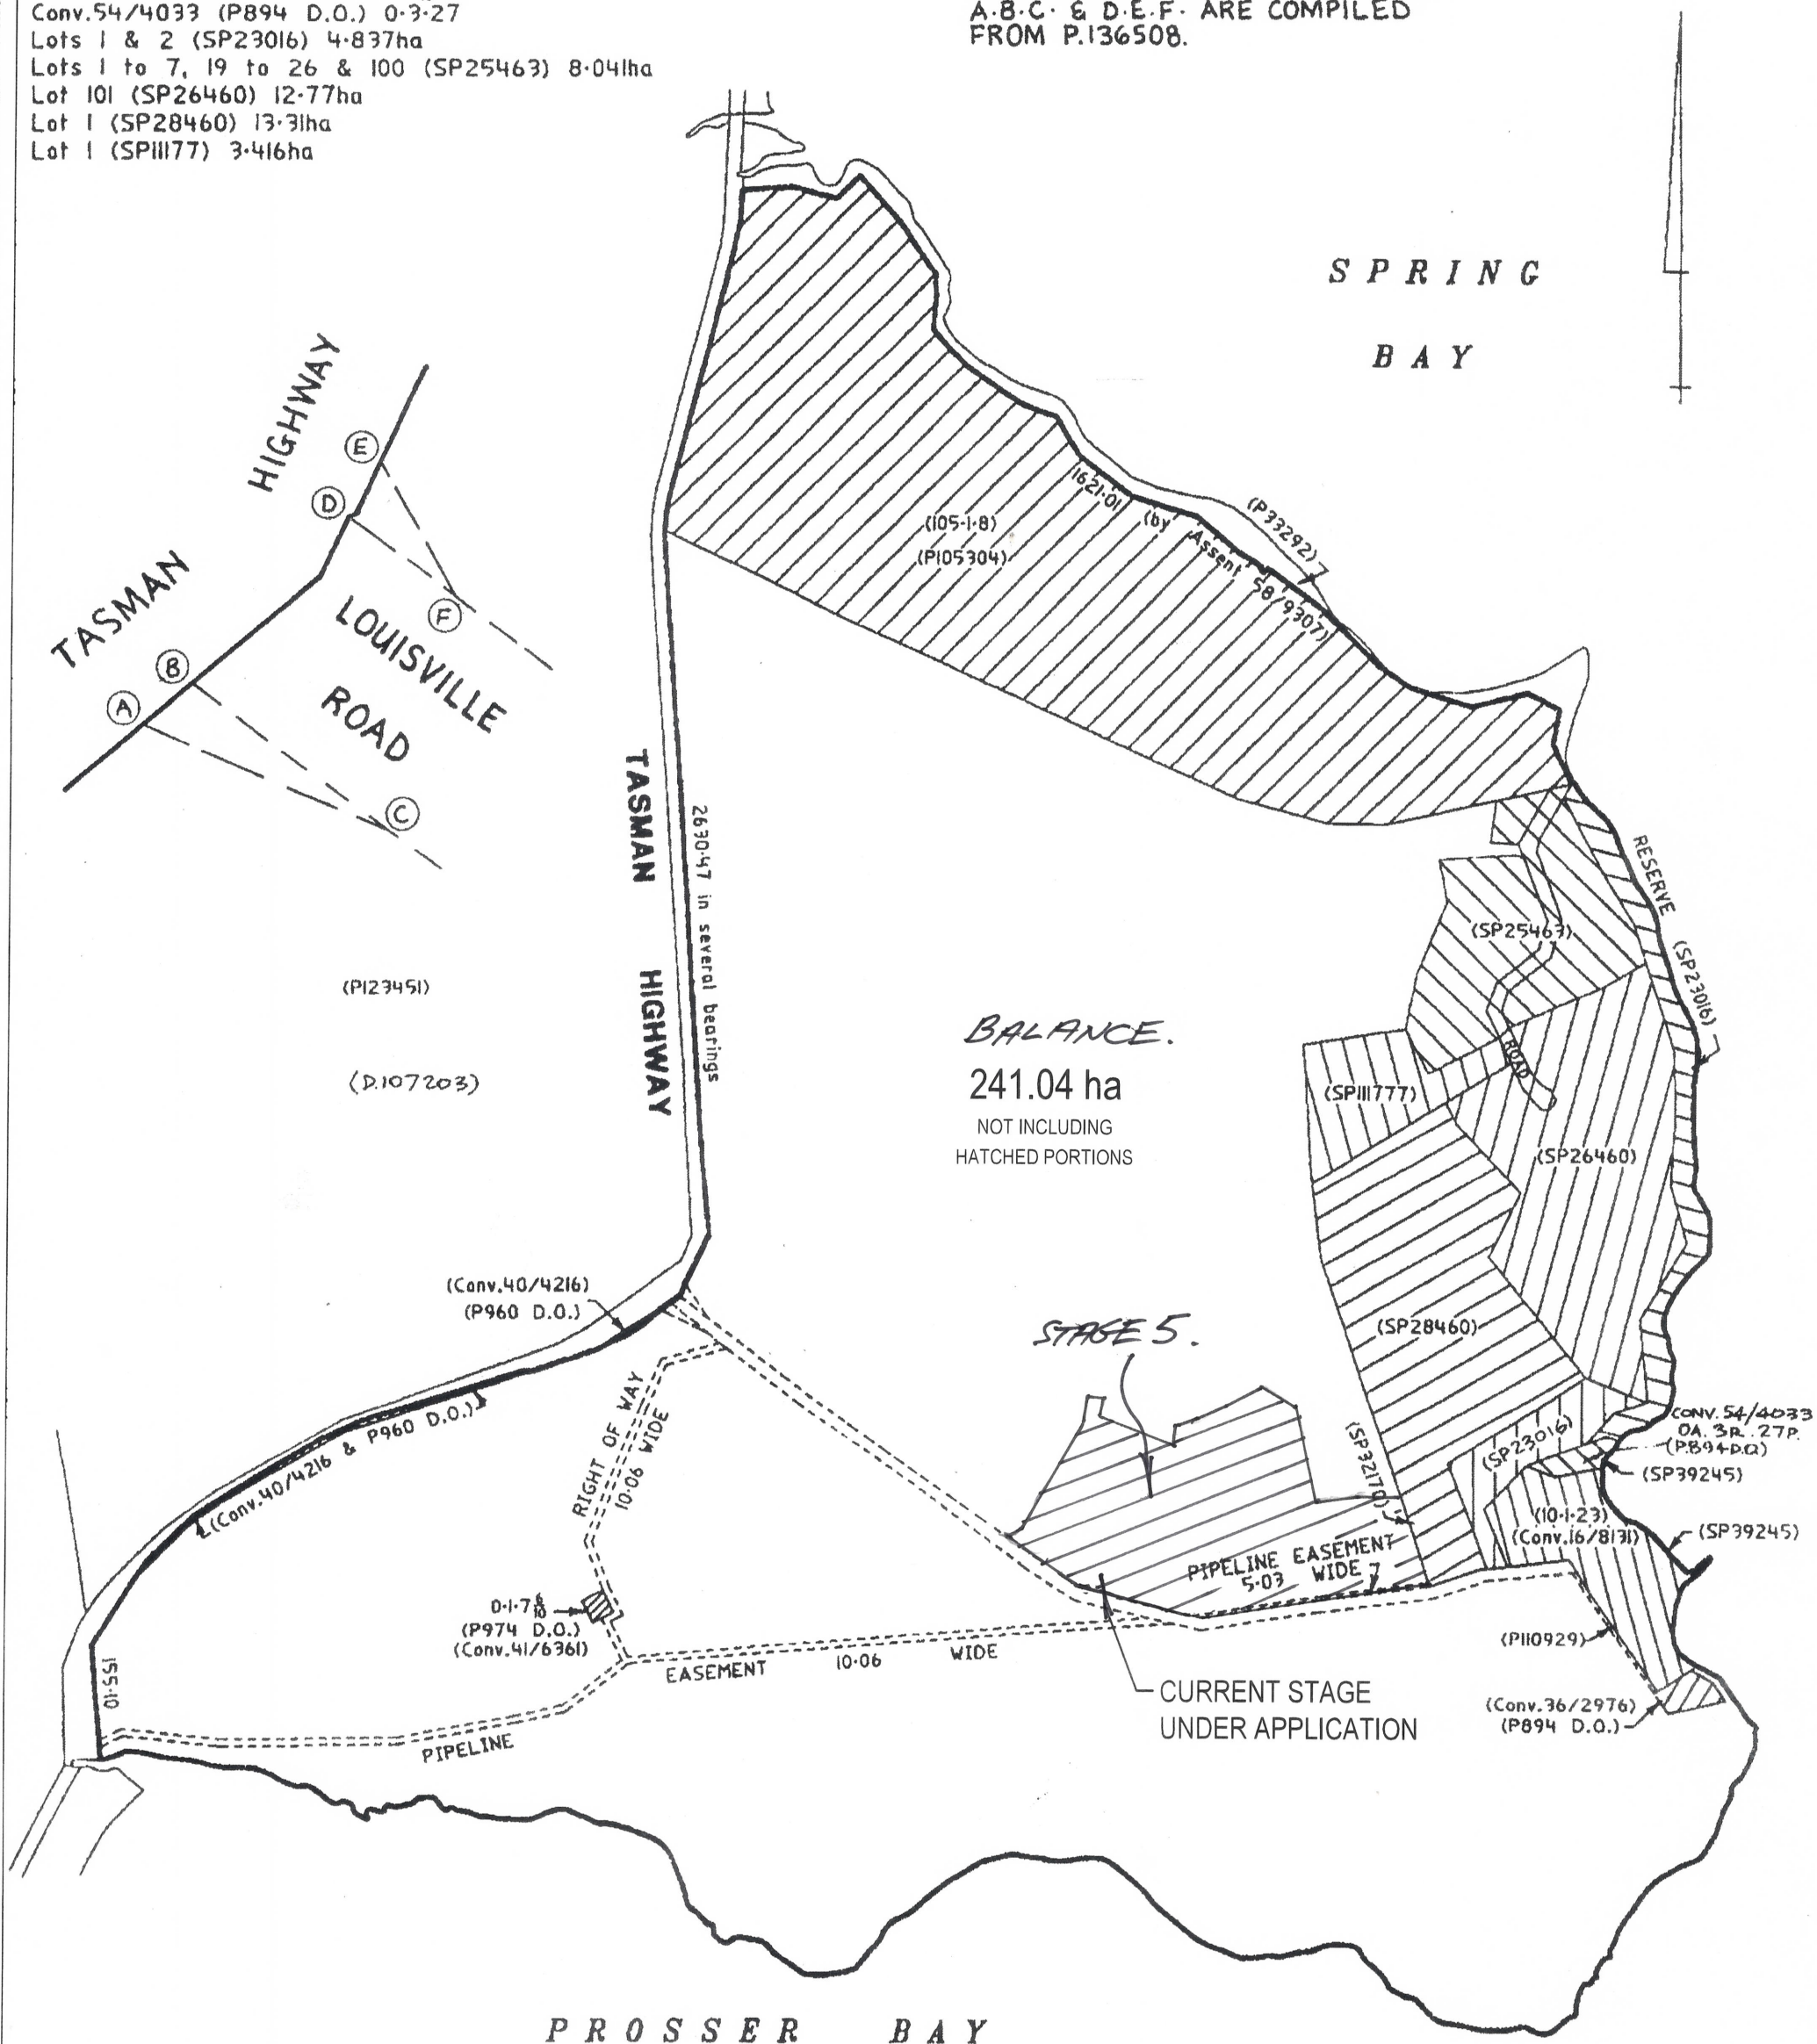 Conv.54/4033 (P894 D.O.) 0·3·27
Lots 1 & 2 (SP23016) 4·837ha
Lots 1 to 7, 19 to 26 & 100 (SP25463) 8·041ha
Lot 101 (SP26460) 12·77ha
Lot 1 (SP28460) 13·31ha
Lot 1 (SP111177) 3·416ha
A.B.C. & D.E.F. ARE COMPILED
FROM P.136508.
SPRING
BAY
TASMAN
HIGHWAY
E
D
F
B
A
C
LOUISVILLE
ROAD
(105·1·8)
(P105304)
1621·01 (by Assent 58/9307)
(P33292)
TASMAN HIGHWAY
2630·47 in several bearings
(P123451)
(D.107203)
BALANCE.
241.04 ha
NOT INCLUDING
HATCHED PORTIONS
RESERVE (SP23016)
(SP25463)
ROAD
(SP111777)
(SP26460)
(SP28460)
(Conv.40/4216)
(P960 D.O.)
STAGE 5.
(Conv.40/4216 & P960 D.O.)
RIGHT OF WAY
10·06 WIDE
(SP32170)
(SP23016)
CONV. 54/4033
0A. 3R. 27P.
(P894 D.O)
(SP39245)
(10·1·23)
(Conv.16/8131)
(SP39245)
PIPELINE EASEMENT
5·03 WIDE
0·1·7 6/10
(P974 D.O.)
(Conv.41/6361)
155·10
PIPELINE
EASEMENT 10·06 WIDE
(P110929)
CURRENT STAGE
UNDER APPLICATION
(Conv.36/2976)
(P894 D.O.)
PROSSER BAY